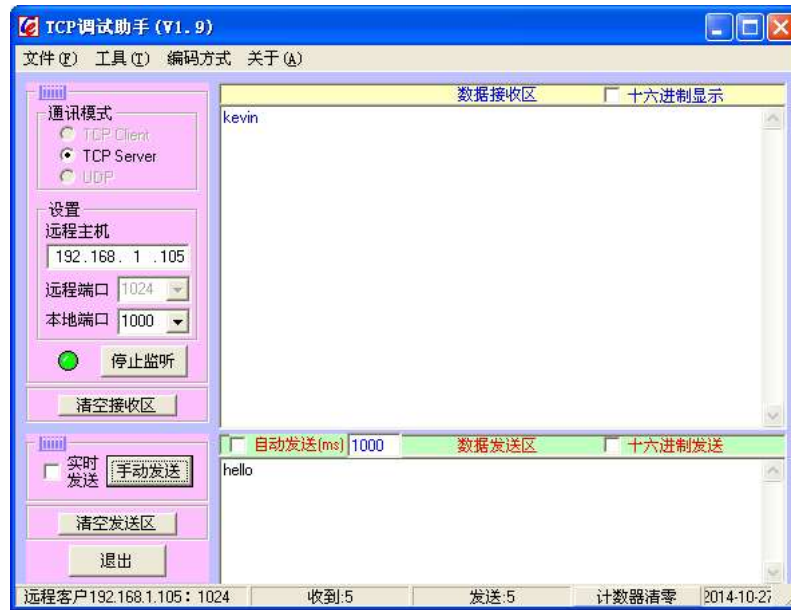 TCP调试助手(V1.9)
文件(F) 工具(T) 编码方式 关于(A)
通讯模式
TCP Client
TCP Server
UDP
设置
远程主机
192.168. 1 .105
远程端口 1024
本地端口 1000
停止监听
清空接收区
数据接收区 十六进制显示
kevin
实时
发送
手动发送
清空发送区
退出
自动发送(ms) 1000 数据发送区 十六进制发送
hello
远程客户192.168.1.105: 1024 收到:5 发送:5 计数器清零 2014-10-27